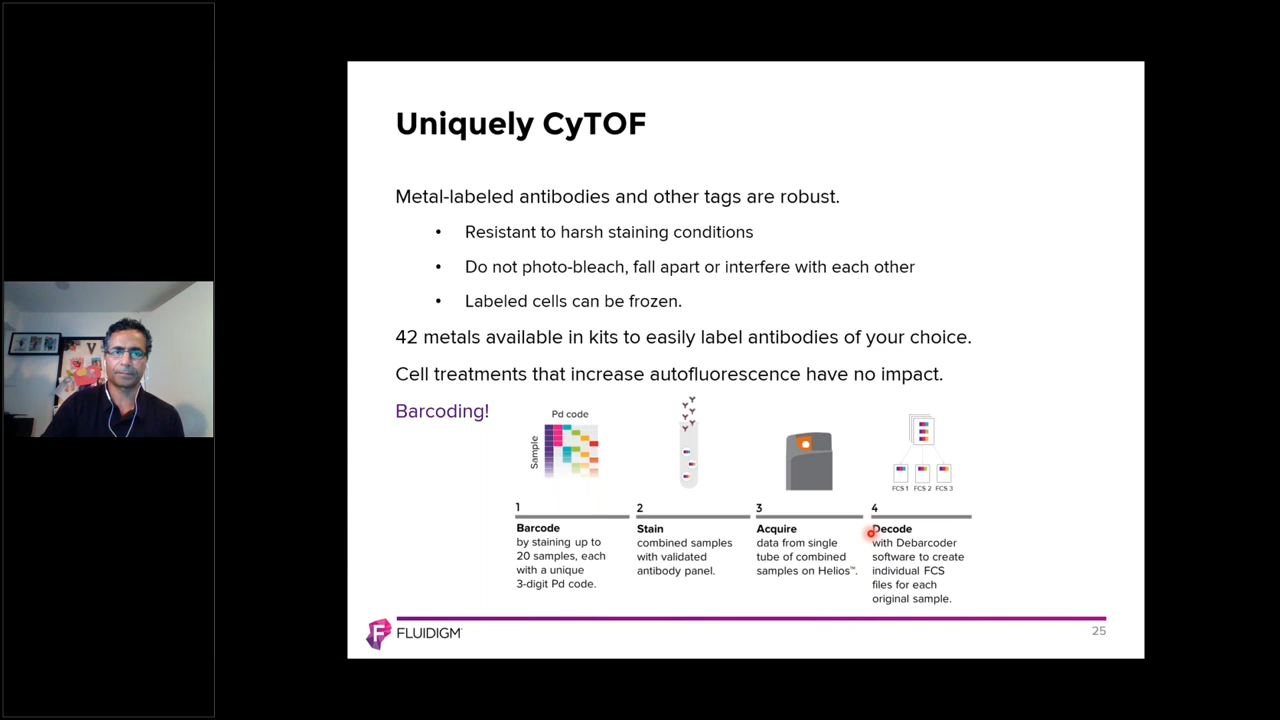 Uniquely CyTOF
Metal-labeled antibodies and other tags are robust.
• Resistant to harsh staining conditions
• Do not photo-bleach, fall apart or interfere with each other
• Labeled cells can be frozen.
42 metals available in kits to easily label antibodies of your choice.
Cell treatments that increase autofluorescence have no impact.
Barcoding!
Pd code
Sample
FCS 1 FCS 2 FCS 3
1
Barcode
by staining up to
20 samples, each
with a unique
3-digit Pd code.
2
Stain
combined samples
with validated
antibody panel.
3
Acquire
data from single
tube of combined
samples on Helios™.
4
Decode
with Debarcoder
software to create
individual FCS
files for each
original sample.
F FLUIDIGM
25